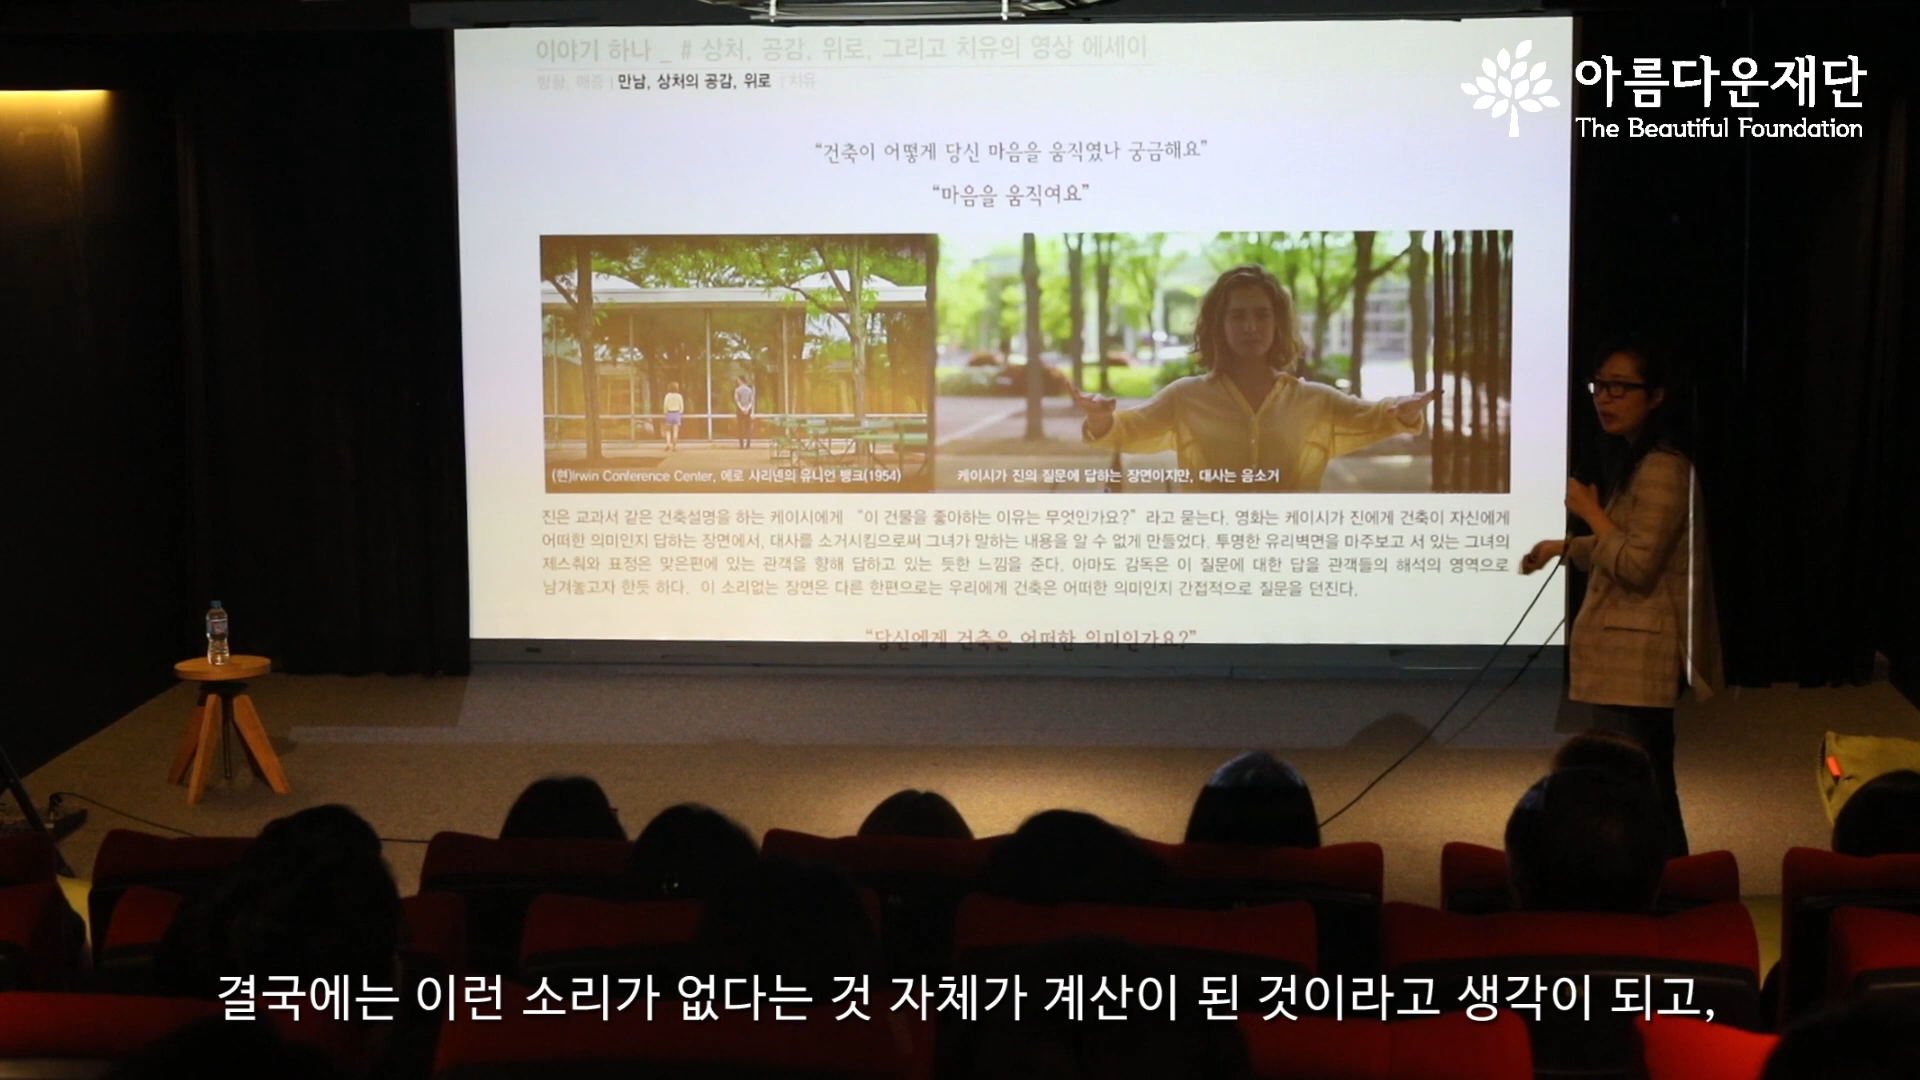 이야기 하나 _ # 상처, 공감, 위로, 그리고 치유의 영상 에세이
방황, 애증 | 만남, 상처의 공감, 위로 | 치유
아름다운재단
The Beautiful Foundation
“건축이 어떻게 당신 마음을 움직였나 궁금해요”
“마음을 움직여요”
(현)Irwin Conference Center, 에로 사리넨의 유니언 뱅크(1954)
케이시가 진의 질문에 답하는 장면이지만, 대사는 음소거
진은 교과서 같은 건축설명을 하는 케이시에게 “이 건물을 좋아하는 이유는 무엇인가요?” 라고 묻는다. 영화는 케이시가 진에게 건축이 자신에게
어떠한 의미인지 답하는 장면에서, 대사를 소거시킴으로써 그녀가 말하는 내용을 알 수 없게 만들었다. 투명한 유리벽면을 마주보고 서 있는 그녀의
제스춰와 표정은 맞은편에 있는 관객을 향해 답하고 있는 듯한 느낌을 준다. 아마도 감독은 이 질문에 대한 답을 관객들의 해석의 영역으로
남겨놓고자 한듯 하다. 이 소리없는 장면은 다른 한편으로는 우리에게 건축은 어떠한 의미인지 간접적으로 질문을 던진다.
“당신에게 건축은 어떠한 의미인가요?”
결국에는 이런 소리가 없다는 것 자체가 계산이 된 것이라고 생각이 되고,